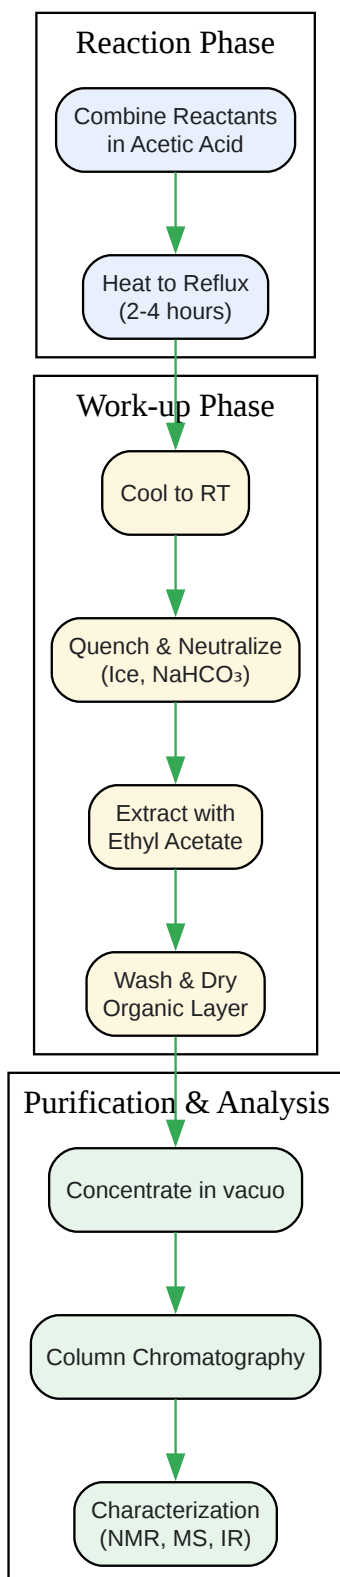 Reaction Phase
Combine Reactants
in Acetic Acid
Heat to Reflux
(2-4 hours)
Work-up Phase
Cool to RT
Quench & Neutralize
(Ice, NaHCO₃)
Extract with
Ethyl Acetate
Wash & Dry
Organic Layer
Purification & Analysis
Concentrate in vacuo
Column Chromatography
Characterization
(NMR, MS, IR)